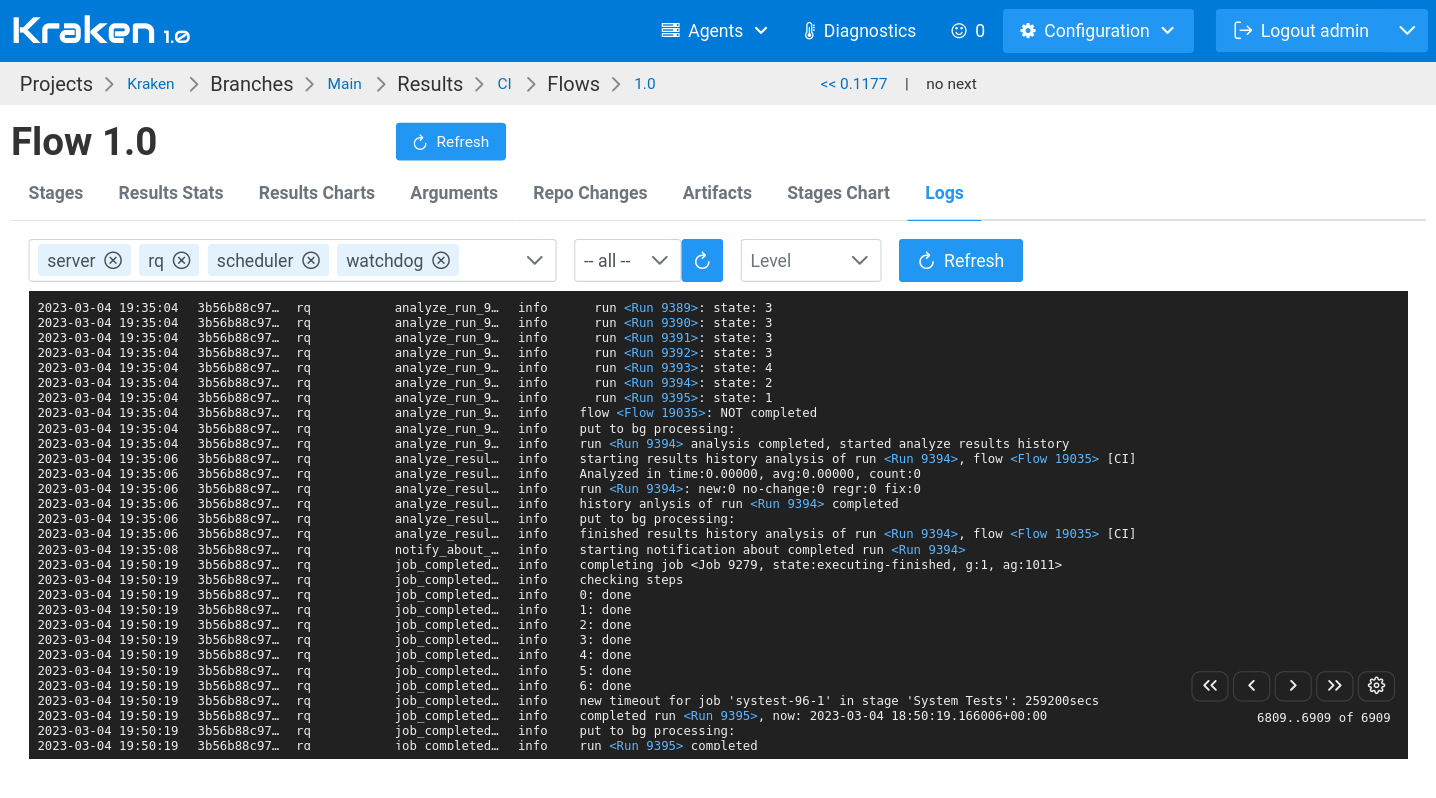 Kraken 1.0 Agents Diagnostics 0 Configuration Logout admin
Projects Kraken Branches Main Results CI Flows 1.0 << 0.1177 | no next
Flow 1.0 Refresh
Stages Results Stats Results Charts Arguments Repo Changes Artifacts Stages Chart Logs
server rq scheduler watchdog -- all -- Level Refresh
2023-03-04 19:35:04 3b56b88c97… rq analyze_run_9… info run <Run 9389>: state: 3
2023-03-04 19:35:04 3b56b88c97… rq analyze_run_9… info run <Run 9390>: state: 3
2023-03-04 19:35:04 3b56b88c97… rq analyze_run_9… info run <Run 9391>: state: 3
2023-03-04 19:35:04 3b56b88c97… rq analyze_run_9… info run <Run 9392>: state: 3
2023-03-04 19:35:04 3b56b88c97… rq analyze_run_9… info run <Run 9393>: state: 4
2023-03-04 19:35:04 3b56b88c97… rq analyze_run_9… info run <Run 9394>: state: 2
2023-03-04 19:35:04 3b56b88c97… rq analyze_run_9… info run <Run 9395>: state: 1
2023-03-04 19:35:04 3b56b88c97… rq analyze_run_9… info flow <Flow 19035>: NOT completed
2023-03-04 19:35:04 3b56b88c97… rq analyze_run_9… info put to bg processing:
2023-03-04 19:35:04 3b56b88c97… rq analyze_run_9… info run <Run 9394> analysis completed, started analyze results history
2023-03-04 19:35:06 3b56b88c97… rq analyze_resul… info starting results history analysis of run <Run 9394>, flow <Flow 19035> [CI]
2023-03-04 19:35:06 3b56b88c97… rq analyze_resul… info Analyzed in time:0.00000, avg:0.00000, count:0
2023-03-04 19:35:06 3b56b88c97… rq analyze_resul… info run <Run 9394>: new:0 no-change:0 regr:0 fix:0
2023-03-04 19:35:06 3b56b88c97… rq analyze_resul… info history anlysis of run <Run 9394> completed
2023-03-04 19:35:06 3b56b88c97… rq analyze_resul… info put to bg processing:
2023-03-04 19:35:06 3b56b88c97… rq analyze_resul… info finished results history analysis of run <Run 9394>, flow <Flow 19035> [CI]
2023-03-04 19:35:08 3b56b88c97… rq notify_about_… info starting notification about completed run <Run 9394>
2023-03-04 19:50:19 3b56b88c97… rq job_completed… info completing job <Job 9279, state:executing-finished, g:1, ag:1011>
2023-03-04 19:50:19 3b56b88c97… rq job_completed… info checking steps
2023-03-04 19:50:19 3b56b88c97… rq job_completed… info 0: done
2023-03-04 19:50:19 3b56b88c97… rq job_completed… info 1: done
2023-03-04 19:50:19 3b56b88c97… rq job_completed… info 2: done
2023-03-04 19:50:19 3b56b88c97… rq job_completed… info 3: done
2023-03-04 19:50:19 3b56b88c97… rq job_completed… info 4: done
2023-03-04 19:50:19 3b56b88c97… rq job_completed… info 5: done
2023-03-04 19:50:19 3b56b88c97… rq job_completed… info 6: done
2023-03-04 19:50:19 3b56b88c97… rq job_completed… info new timeout for job 'systest-96-1' in stage 'System Tests': 259200secs
2023-03-04 19:50:19 3b56b88c97… rq job_completed… info completed run <Run 9395>, now: 2023-03-04 18:50:19.166006+00:00
6809..6909 of 6909
2023-03-04 19:50:19 3b56b88c97… rq job_completed… info put to bg processing:
2023-03-04 19:50:19 3b56b88c97… rq job_completed… info run <Run 9395> completed